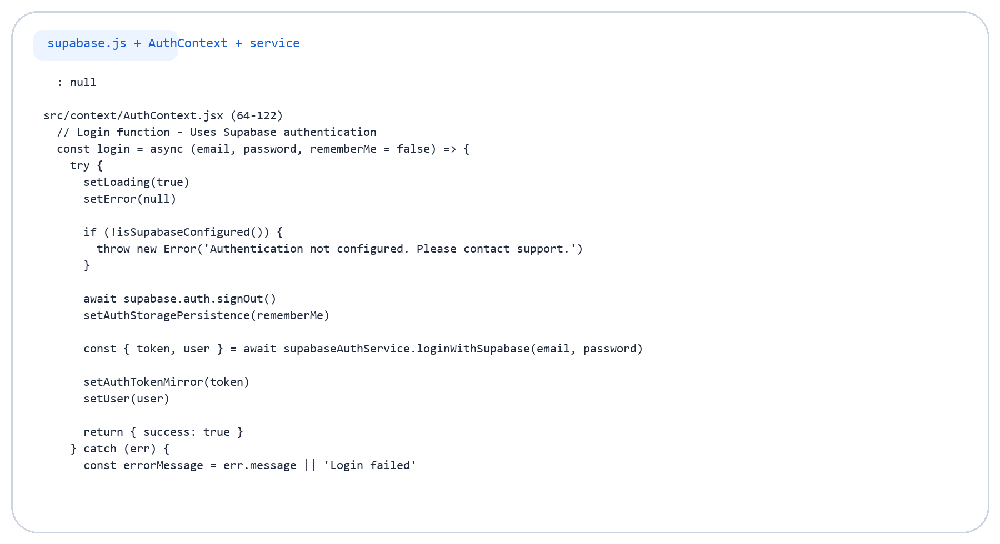 supabase.js + AuthContext + service
: null
src/context/AuthContext.jsx (64-122)
// Login function - Uses Supabase authentication
const login = async (email, password, rememberMe = false) => {
try {
setLoading(true)
setError(null)
if (!isSupabaseConfigured()) {
throw new Error('Authentication not configured. Please contact support.')
}
await supabase.auth.signOut()
setAuthStoragePersistence(rememberMe)
const { token, user } = await supabaseAuthService.loginWithSupabase(email, password)
setAuthTokenMirror(token)
setUser(user)
return { success: true }
} catch (err) {
const errorMessage = err.message || 'Login failed'